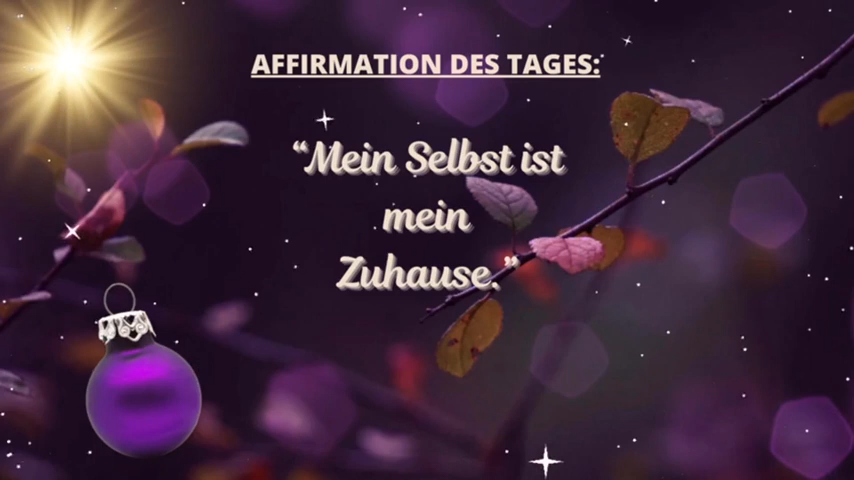 AFFIRMATION DES TAGES:
“Mein Selbst ist
mein
Zuhause.”